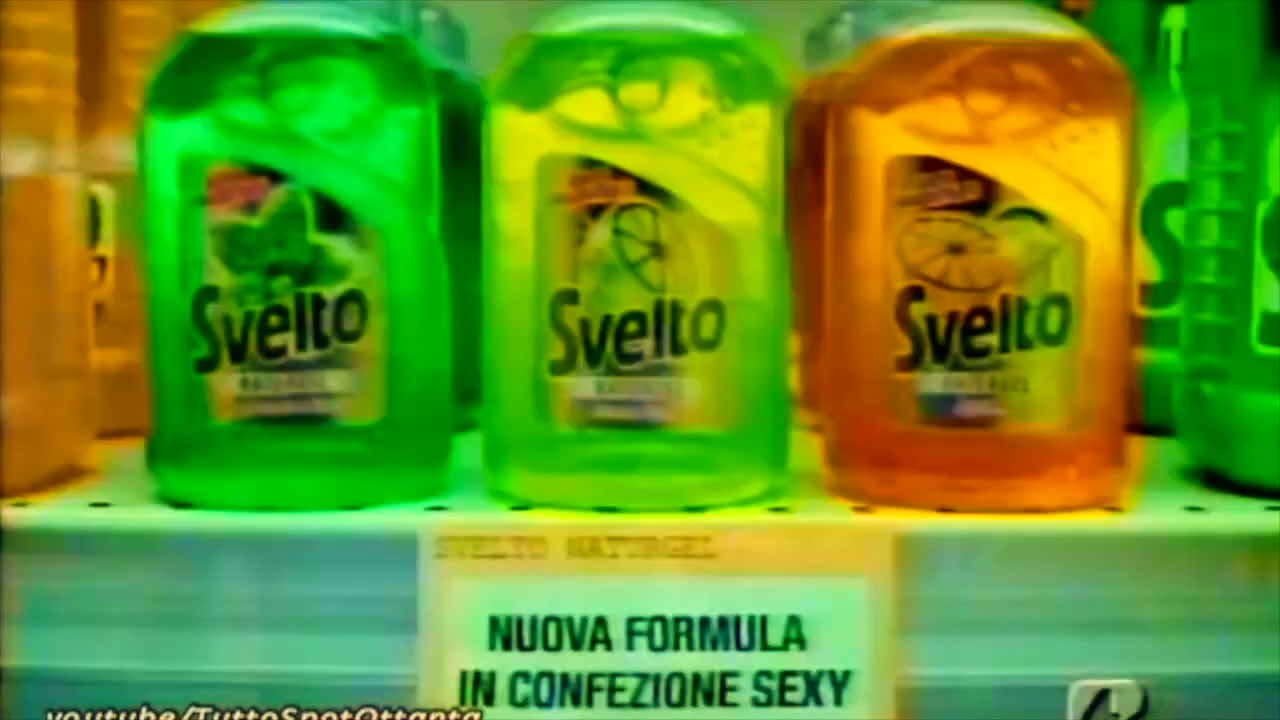 Svelto
Svelto
Svelto
SVELTO NATURGEL
NUOVA FORMULA
IN CONFEZIONE SEXY
youtube/TuttoSpotOttanta